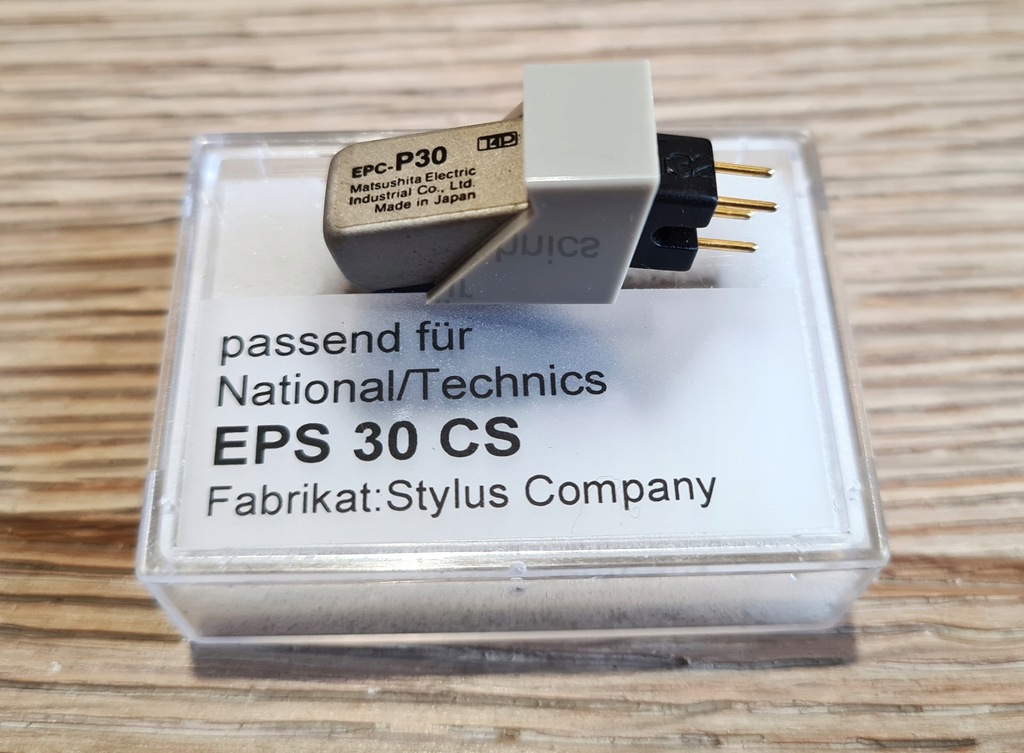 EPC-P30
Matsushita Electric
Industrial Co., Ltd.
Made in Japan
passend für
National/Technics
EPS 30 CS
Fabrikat:Stylus Company